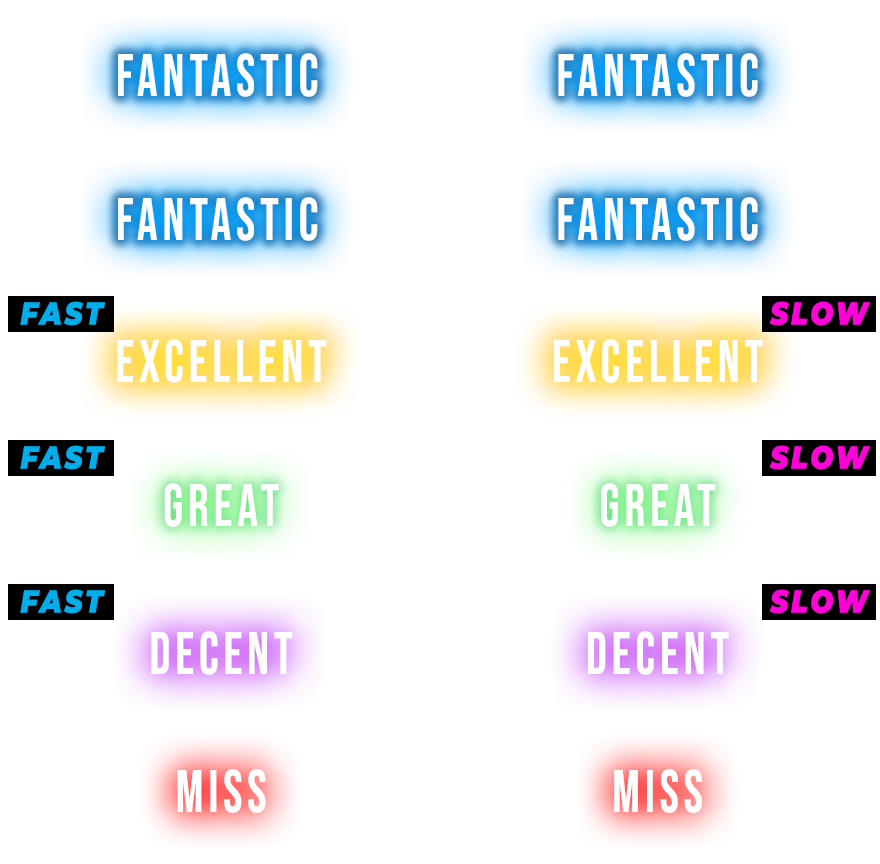 FANTASTIC FANTASTIC
FANTASTIC FANTASTIC
FAST SLOW
EXCELLENT EXCELLENT
FAST SLOW
GREAT GREAT
FAST SLOW
DECENT DECENT
MISS MISS